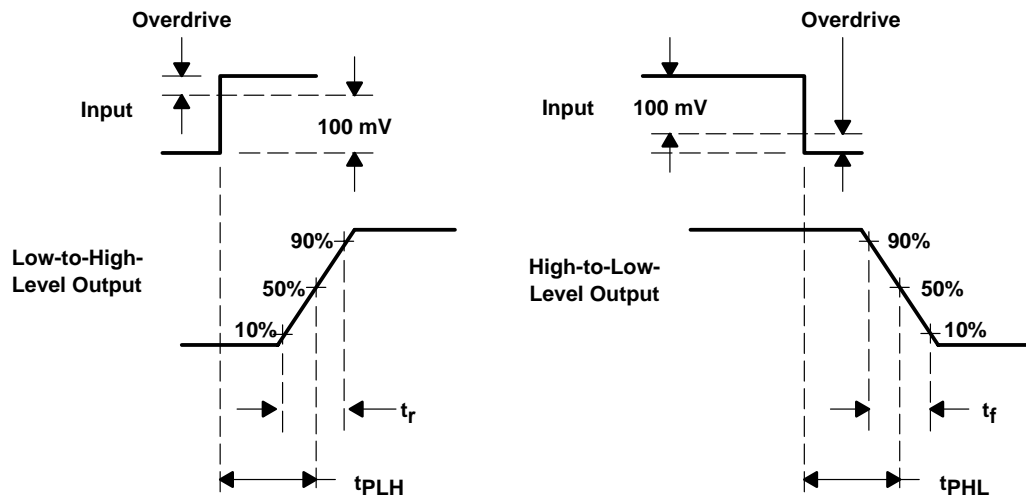 Overdrive
Input
100 mV
Low-to-High-
Level Output
90%
50%
10%
tr
tPLH
Overdrive
Input
100 mV
High-to-Low-
Level Output
90%
50%
10%
tf
tPHL